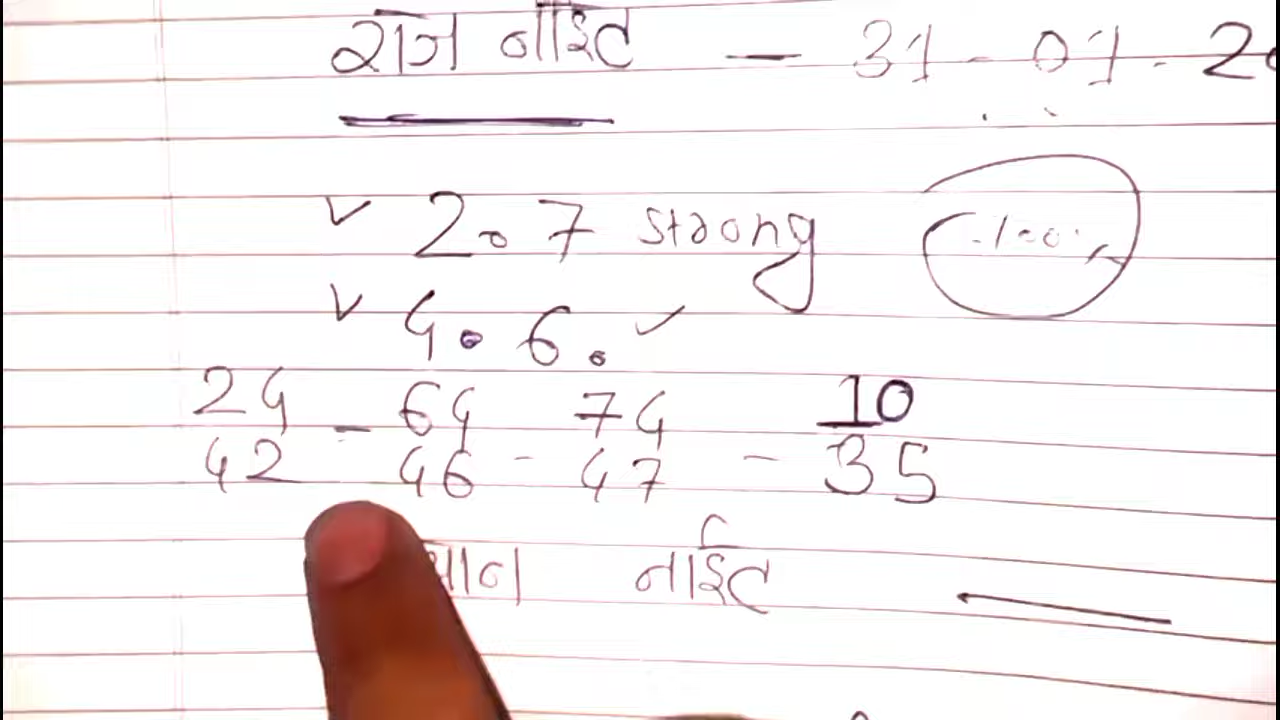 राज नाईट - 31-01-20
✓ 2.7 strong
✓ 4.6. ✓
24 - 64 74 10
42 46 - 47 - 35
नाईट